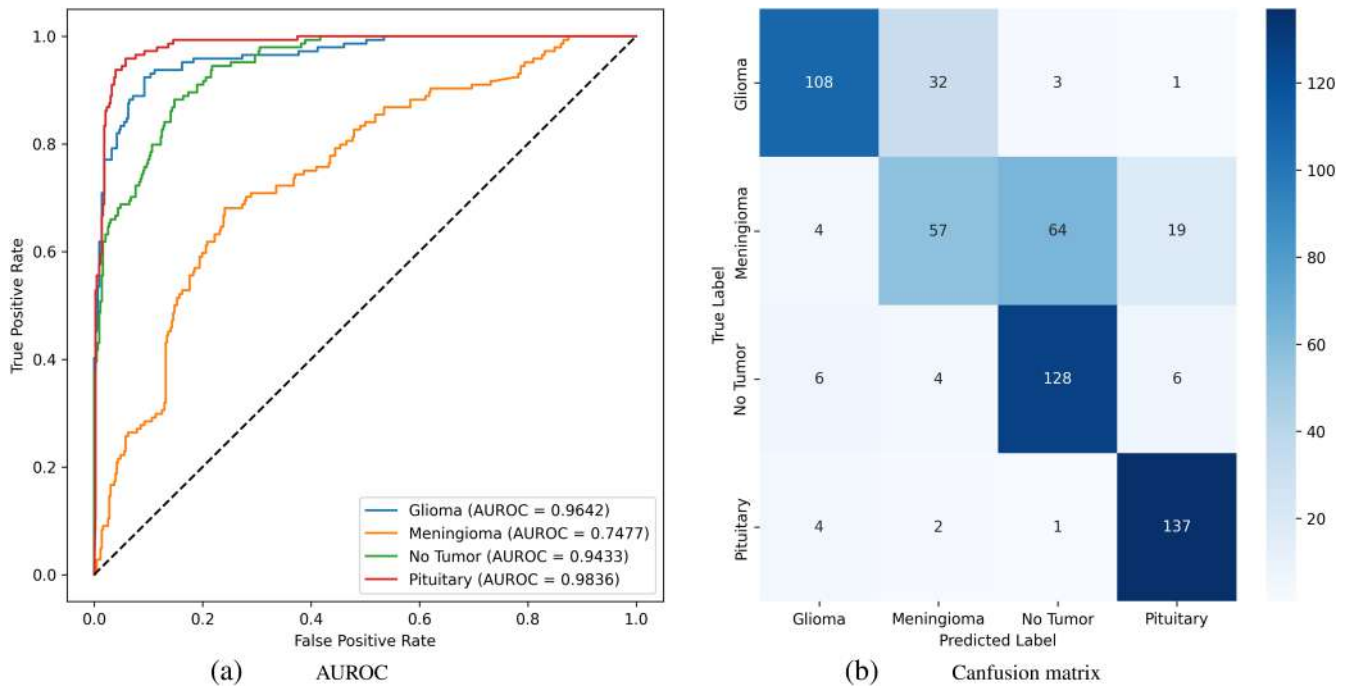 1.0
0.8
0.6
0.4
0.2
0.0
True Positive Rate
0.0 0.2 0.4 0.6 0.8 1.0
False Positive Rate
Glioma (AUROC = 0.9642)
Meningioma (AUROC = 0.7477)
No Tumor (AUROC = 0.9433)
Pituitary (AUROC = 0.9836)
(a) AUROC
True Label
Glioma 108 32 3 1
Meningioma 4 57 64 19
No Tumor 6 4 128 6
Pituitary 4 2 1 137
Glioma Meningioma No Tumor Pituitary
Predicted Label
120
100
80
60
40
20
(b) Canfusion matrix